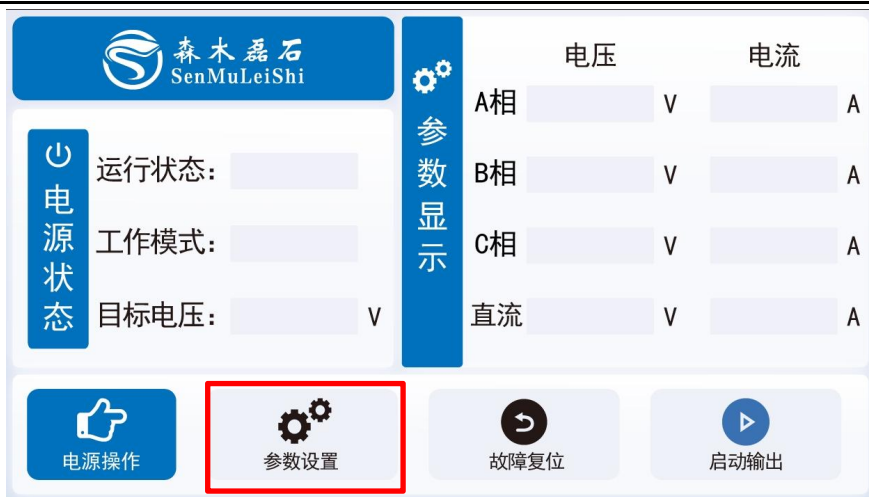 森木磊石
SenMuLeiShi
电源状态
运行状态：
工作模式：
目标电压： V
参数显示
电压 电流
A相 V A
B相 V A
C相 V A
直流 V A
电源操作
参数设置
故障复位
启动输出